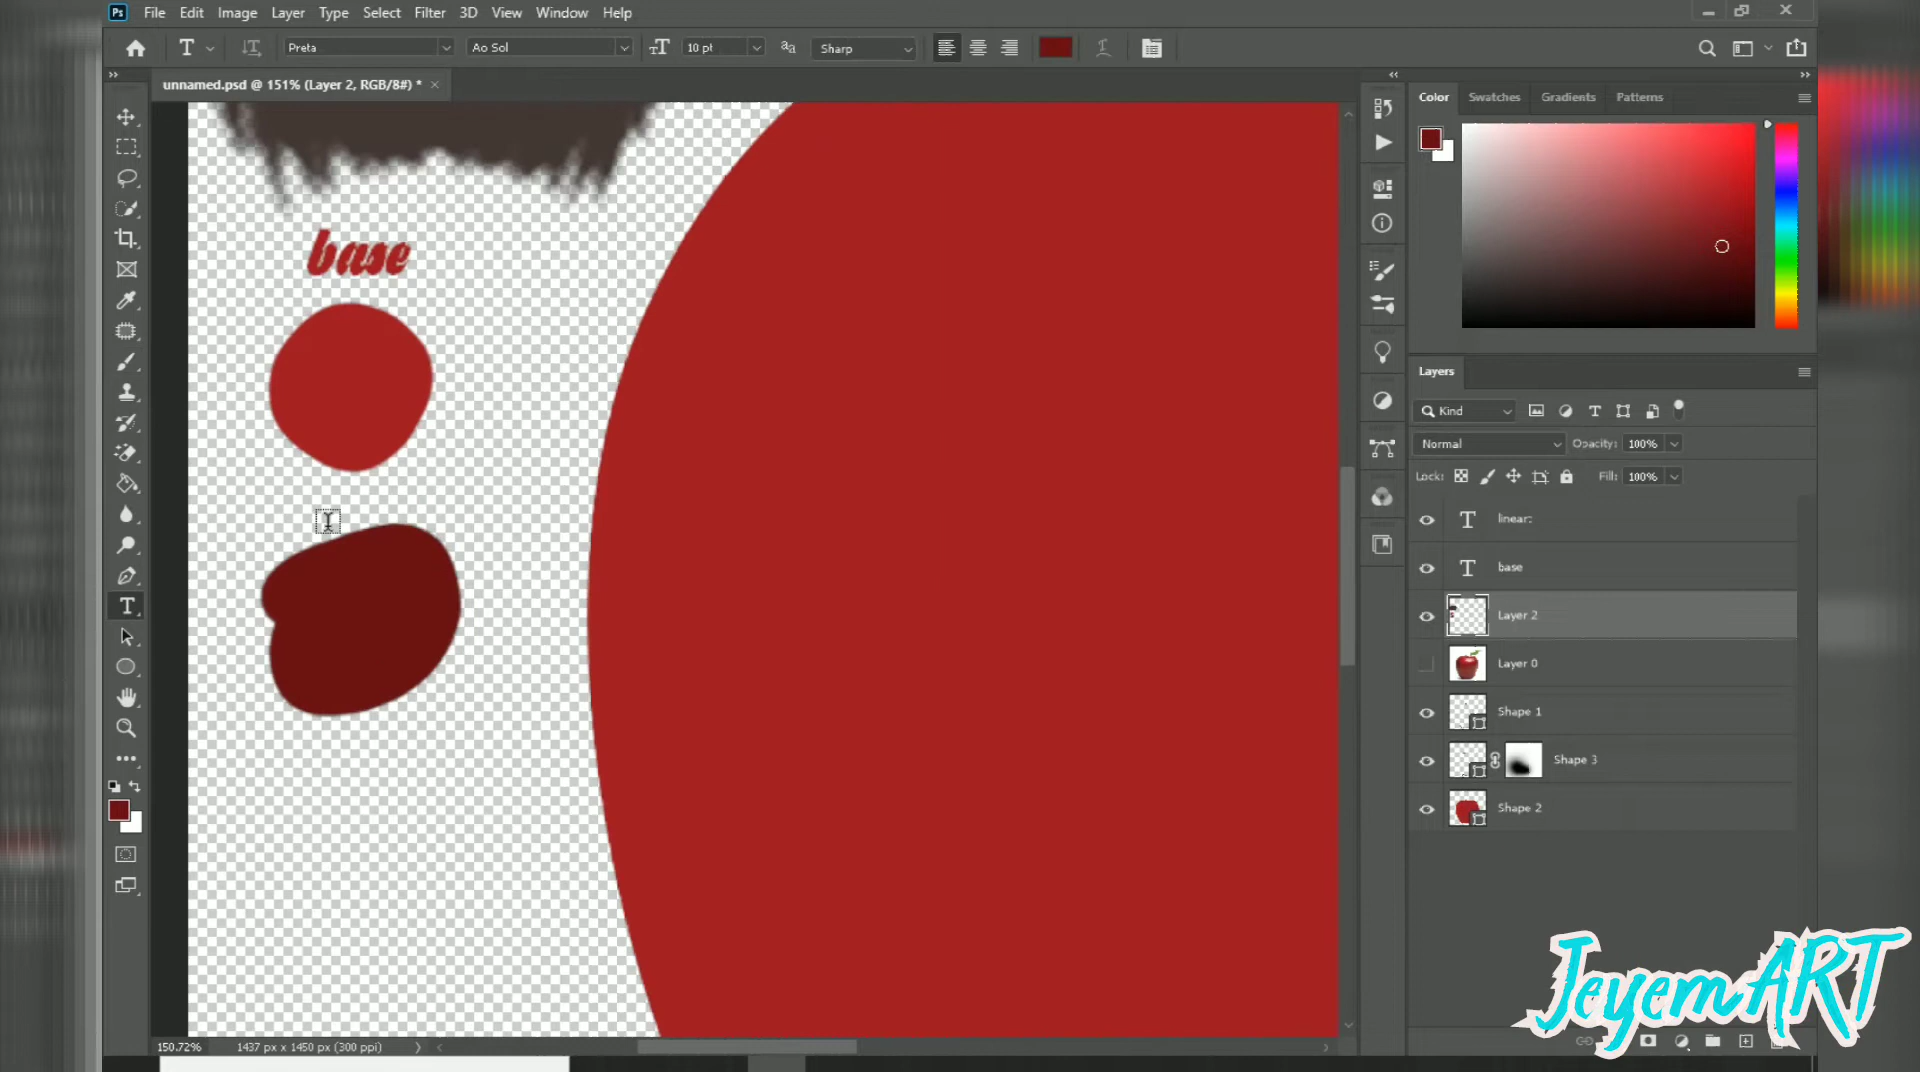 Ps File Edit Image Layer Type Select Filter 3D View Window Help
T Preta Ao Sol 10 pt aa Sharp
unnamed.psd @ 151% (Layer 2, RGB/8#) * ×
Color Swatches Gradients Patterns
base
Layers
Kind
Normal Opacity: 100%
Lock: Fill: 100%
T linear:
T base
Layer 2
Layer 0
Shape 1
Shape 3
Shape 2
150.72% 1437 px x 1450 px (300 ppi)
JeyemART